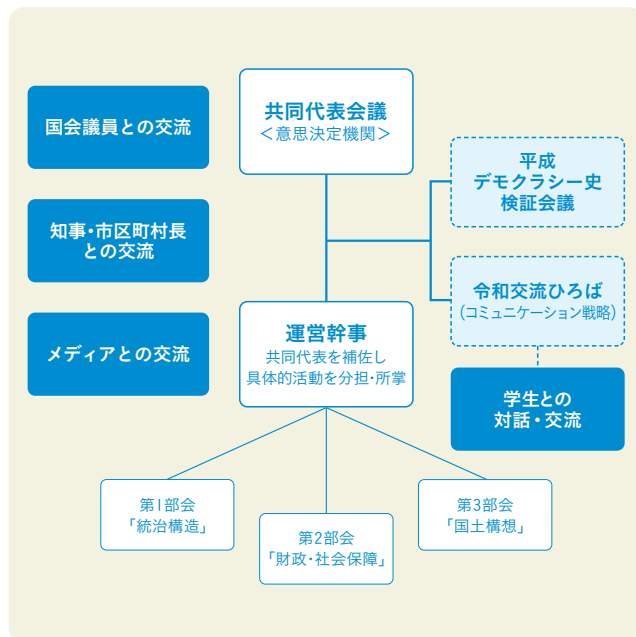 国会議員との交流
知事・市区町村長
との交流
メディアとの交流
共同代表会議
＜意思決定機関＞
平成
デモクラシー史
検証会議
令和交流ひろば
（コミュニケーション戦略）
学生との
対話・交流
運営幹事
共同代表を補佐し
具体的活動を分担・所掌
第1部会
「統治構造」
第2部会
「財政・社会保障」
第3部会
「国土構想」